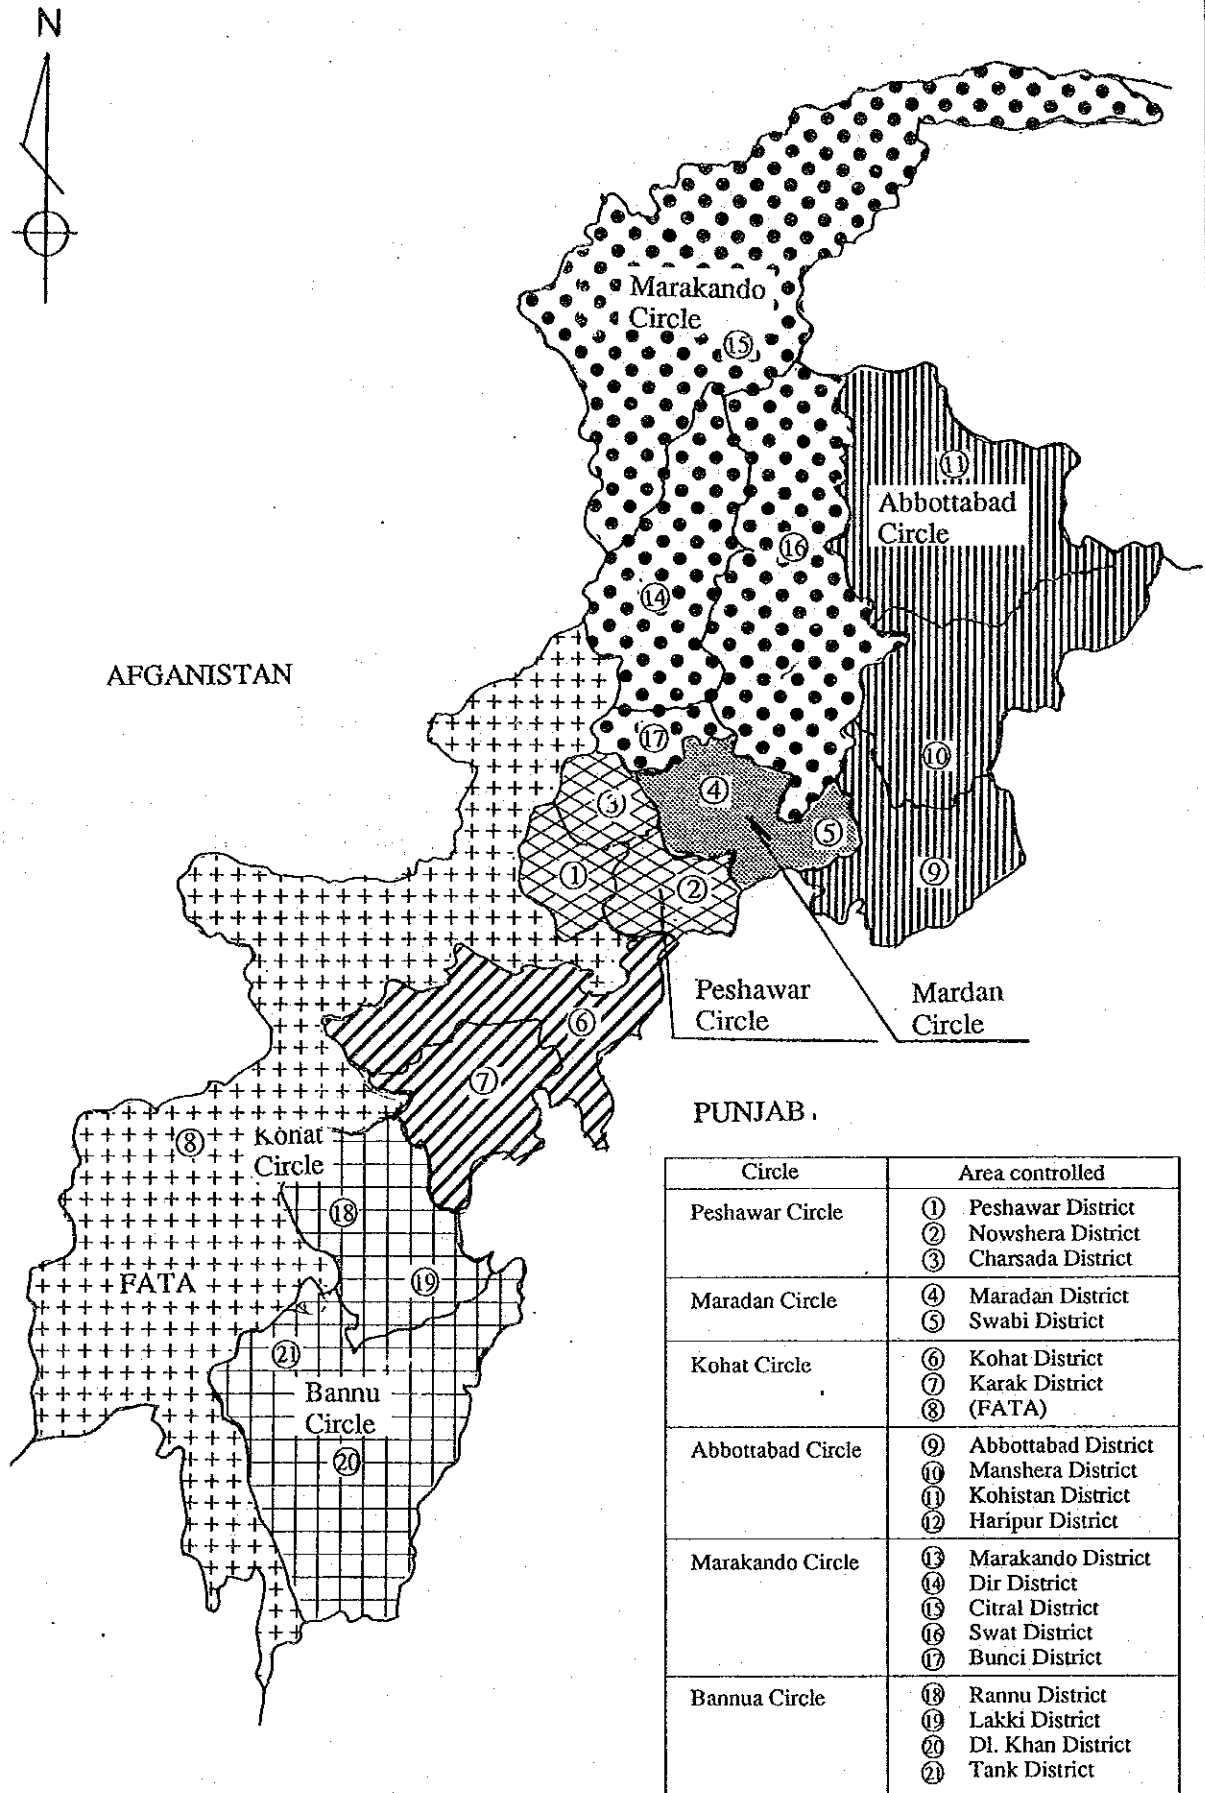 N
Marakando
Circle
⑮
⑪
Abbottabad
Circle
⑯
⑭
AFGANISTAN
⑰
⑩
④
③
⑤
①
②
⑨
Peshawar
Circle
Mardan
Circle
⑥
⑦
PUNJAB
⑧
Konat
Circle
⑱
FATA
⑲
㉑
Bannu
Circle
⑳
Circle Area controlled
Peshawar Circle ① Peshawar District
② Nowshera District
③ Charsada District
Maradan Circle ④ Maradan District
⑤ Swabi District
Kohat Circle ⑥ Kohat District
⑦ Karak District
⑧ (FATA)
Abbottabad Circle ⑨ Abbottabad District
⑩ Manshera District
⑪ Kohistan District
⑫ Haripur District
Marakando Circle ⑬ Marakando District
⑭ Dir District
⑮ Citral District
⑯ Swat District
⑰ Bunci District
Bannua Circle ⑱ Rannu District
⑲ Lakki District
⑳ Dl. Khan District
㉑ Tank District